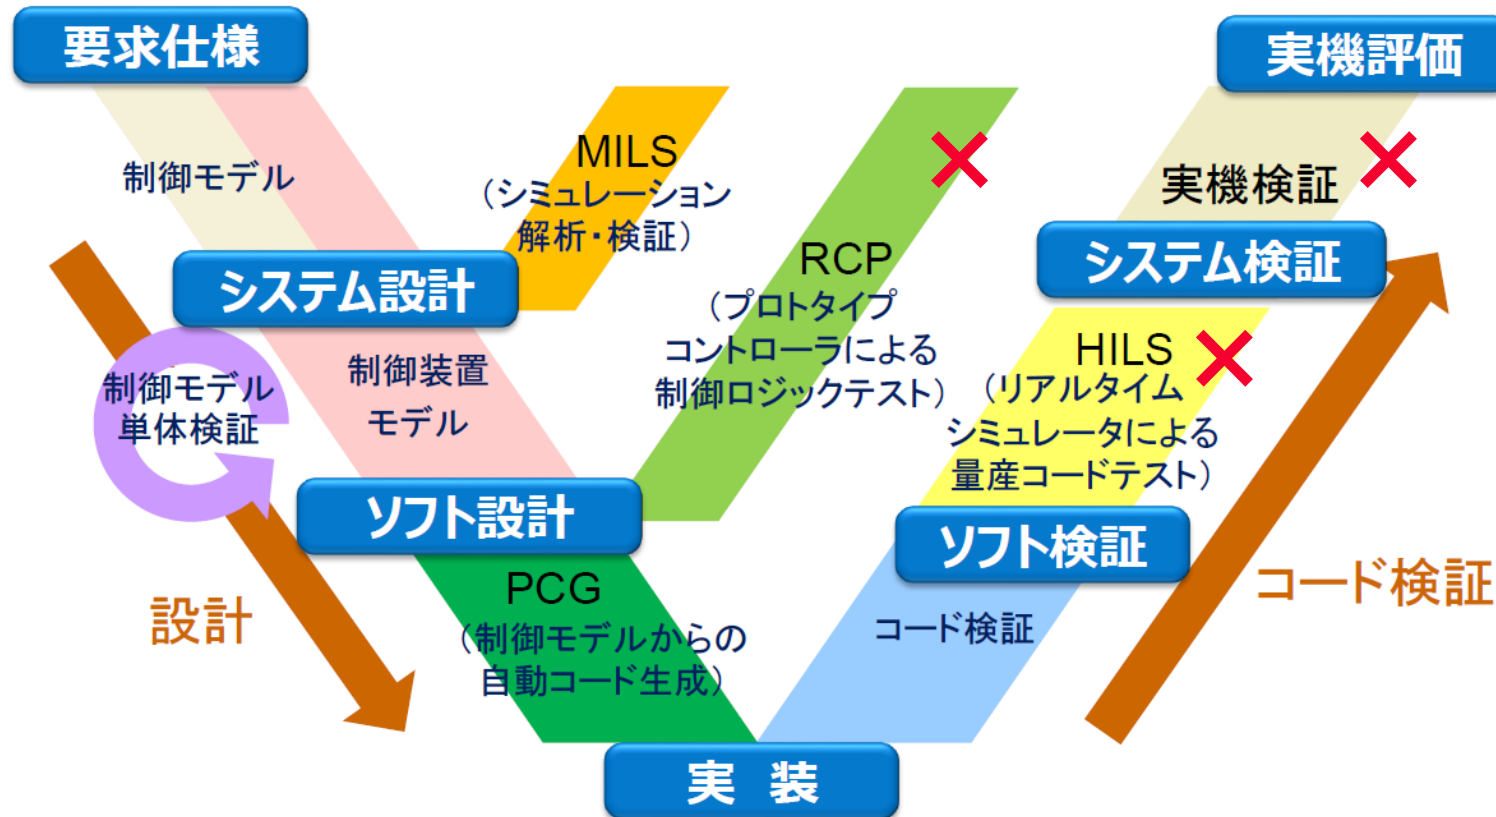 要求仕様
実機評価
制御モデル
MILS
（シミュレーション
解析・検証）
実機検証
システム設計
RCP
（プロトタイプ
コントローラによる
制御ロジックテスト）
システム検証
制御モデル
単体検証
制御装置
モデル
HILS
（リアルタイム
シミュレータによる
量産コードテスト）
ソフト設計
ソフト検証
設計
PCG
（制御モデルからの
自動コード生成）
コード検証
コード検証
実 装